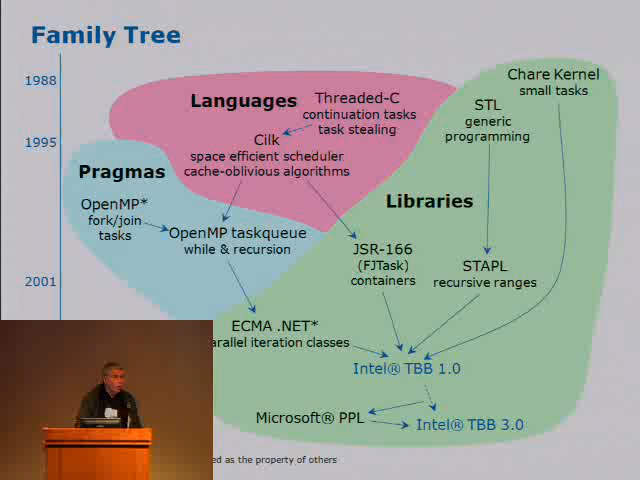 Family Tree
1988
1995
2001
Languages
Threaded-C
continuation tasks
task stealing
Cilk
space efficient scheduler
cache-oblivious algorithms
Chare Kernel
small tasks
STL
generic
programming
Pragmas
OpenMP*
fork/join
tasks
OpenMP taskqueue
while & recursion
Libraries
JSR-166
(FJTask)
containers
STAPL
recursive ranges
ECMA .NET*
arallel iteration classes
Intel® TBB 1.0
Microsoft® PPL
Intel® TBB 3.0
ed as the property of others